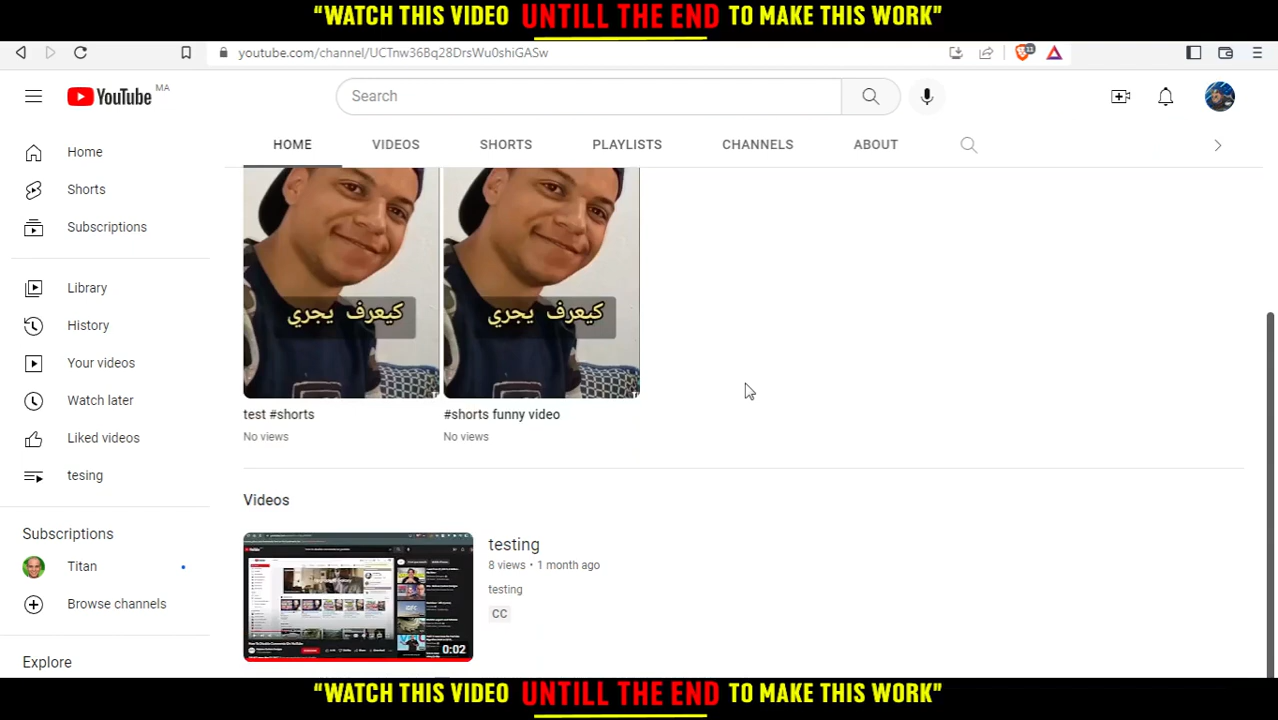 “WATCH THIS VIDEO UNTILL THE END TO MAKE THIS WORK”
youtube.com/channel/UCTnw36Bq28DrsWu0shiGASw
11
YouTube MA
Search
HOME VIDEOS SHORTS PLAYLISTS CHANNELS ABOUT
Home
Shorts
Subscriptions
Library
History
Your videos
Watch later
Liked videos
tesing
Subscriptions
Titan
Browse channels
Explore
كيعرف يجري
كيعرف يجري
test #shorts
No views
#shorts funny video
No views
Videos
0:02
testing
8 views • 1 month ago
testing
CC
“WATCH THIS VIDEO UNTILL THE END TO MAKE THIS WORK”